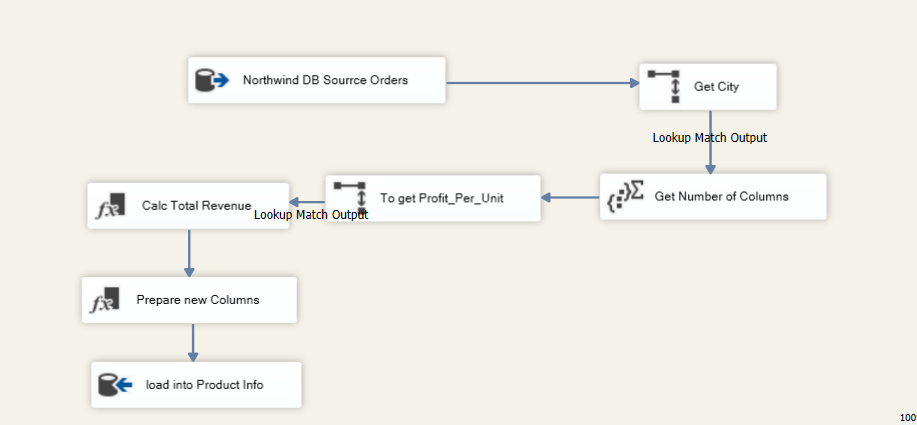 Northwind DB Sourrce Orders
Get City
Lookup Match Output
Get Number of Columns
To get Profit_Per_Unit
Lookup Match Output
Calc Total Revenue
Prepare new Columns
load into Product Info
100